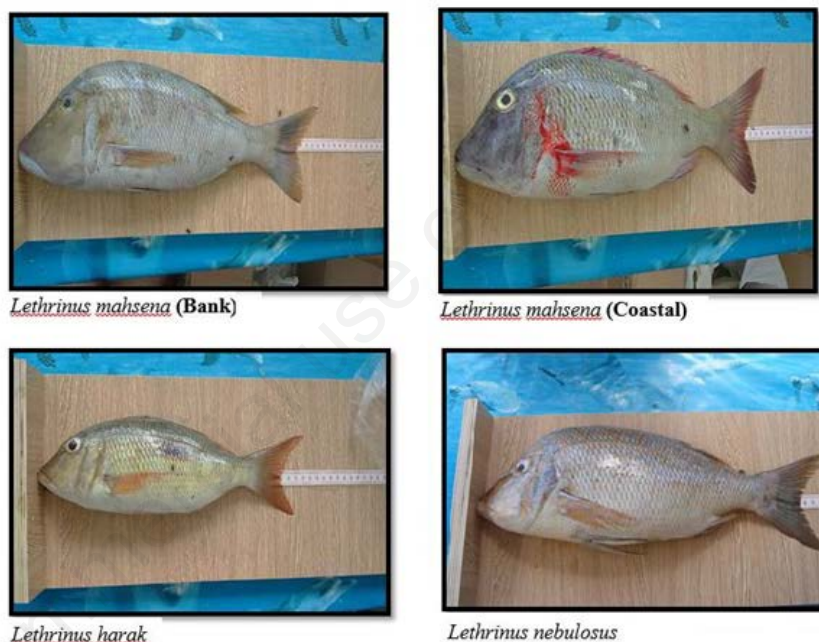 Lethrinus mahsena (Bank)
Lethrinus mahsena (Coastal)
Lethrinus harak
Lethrinus nebulosus